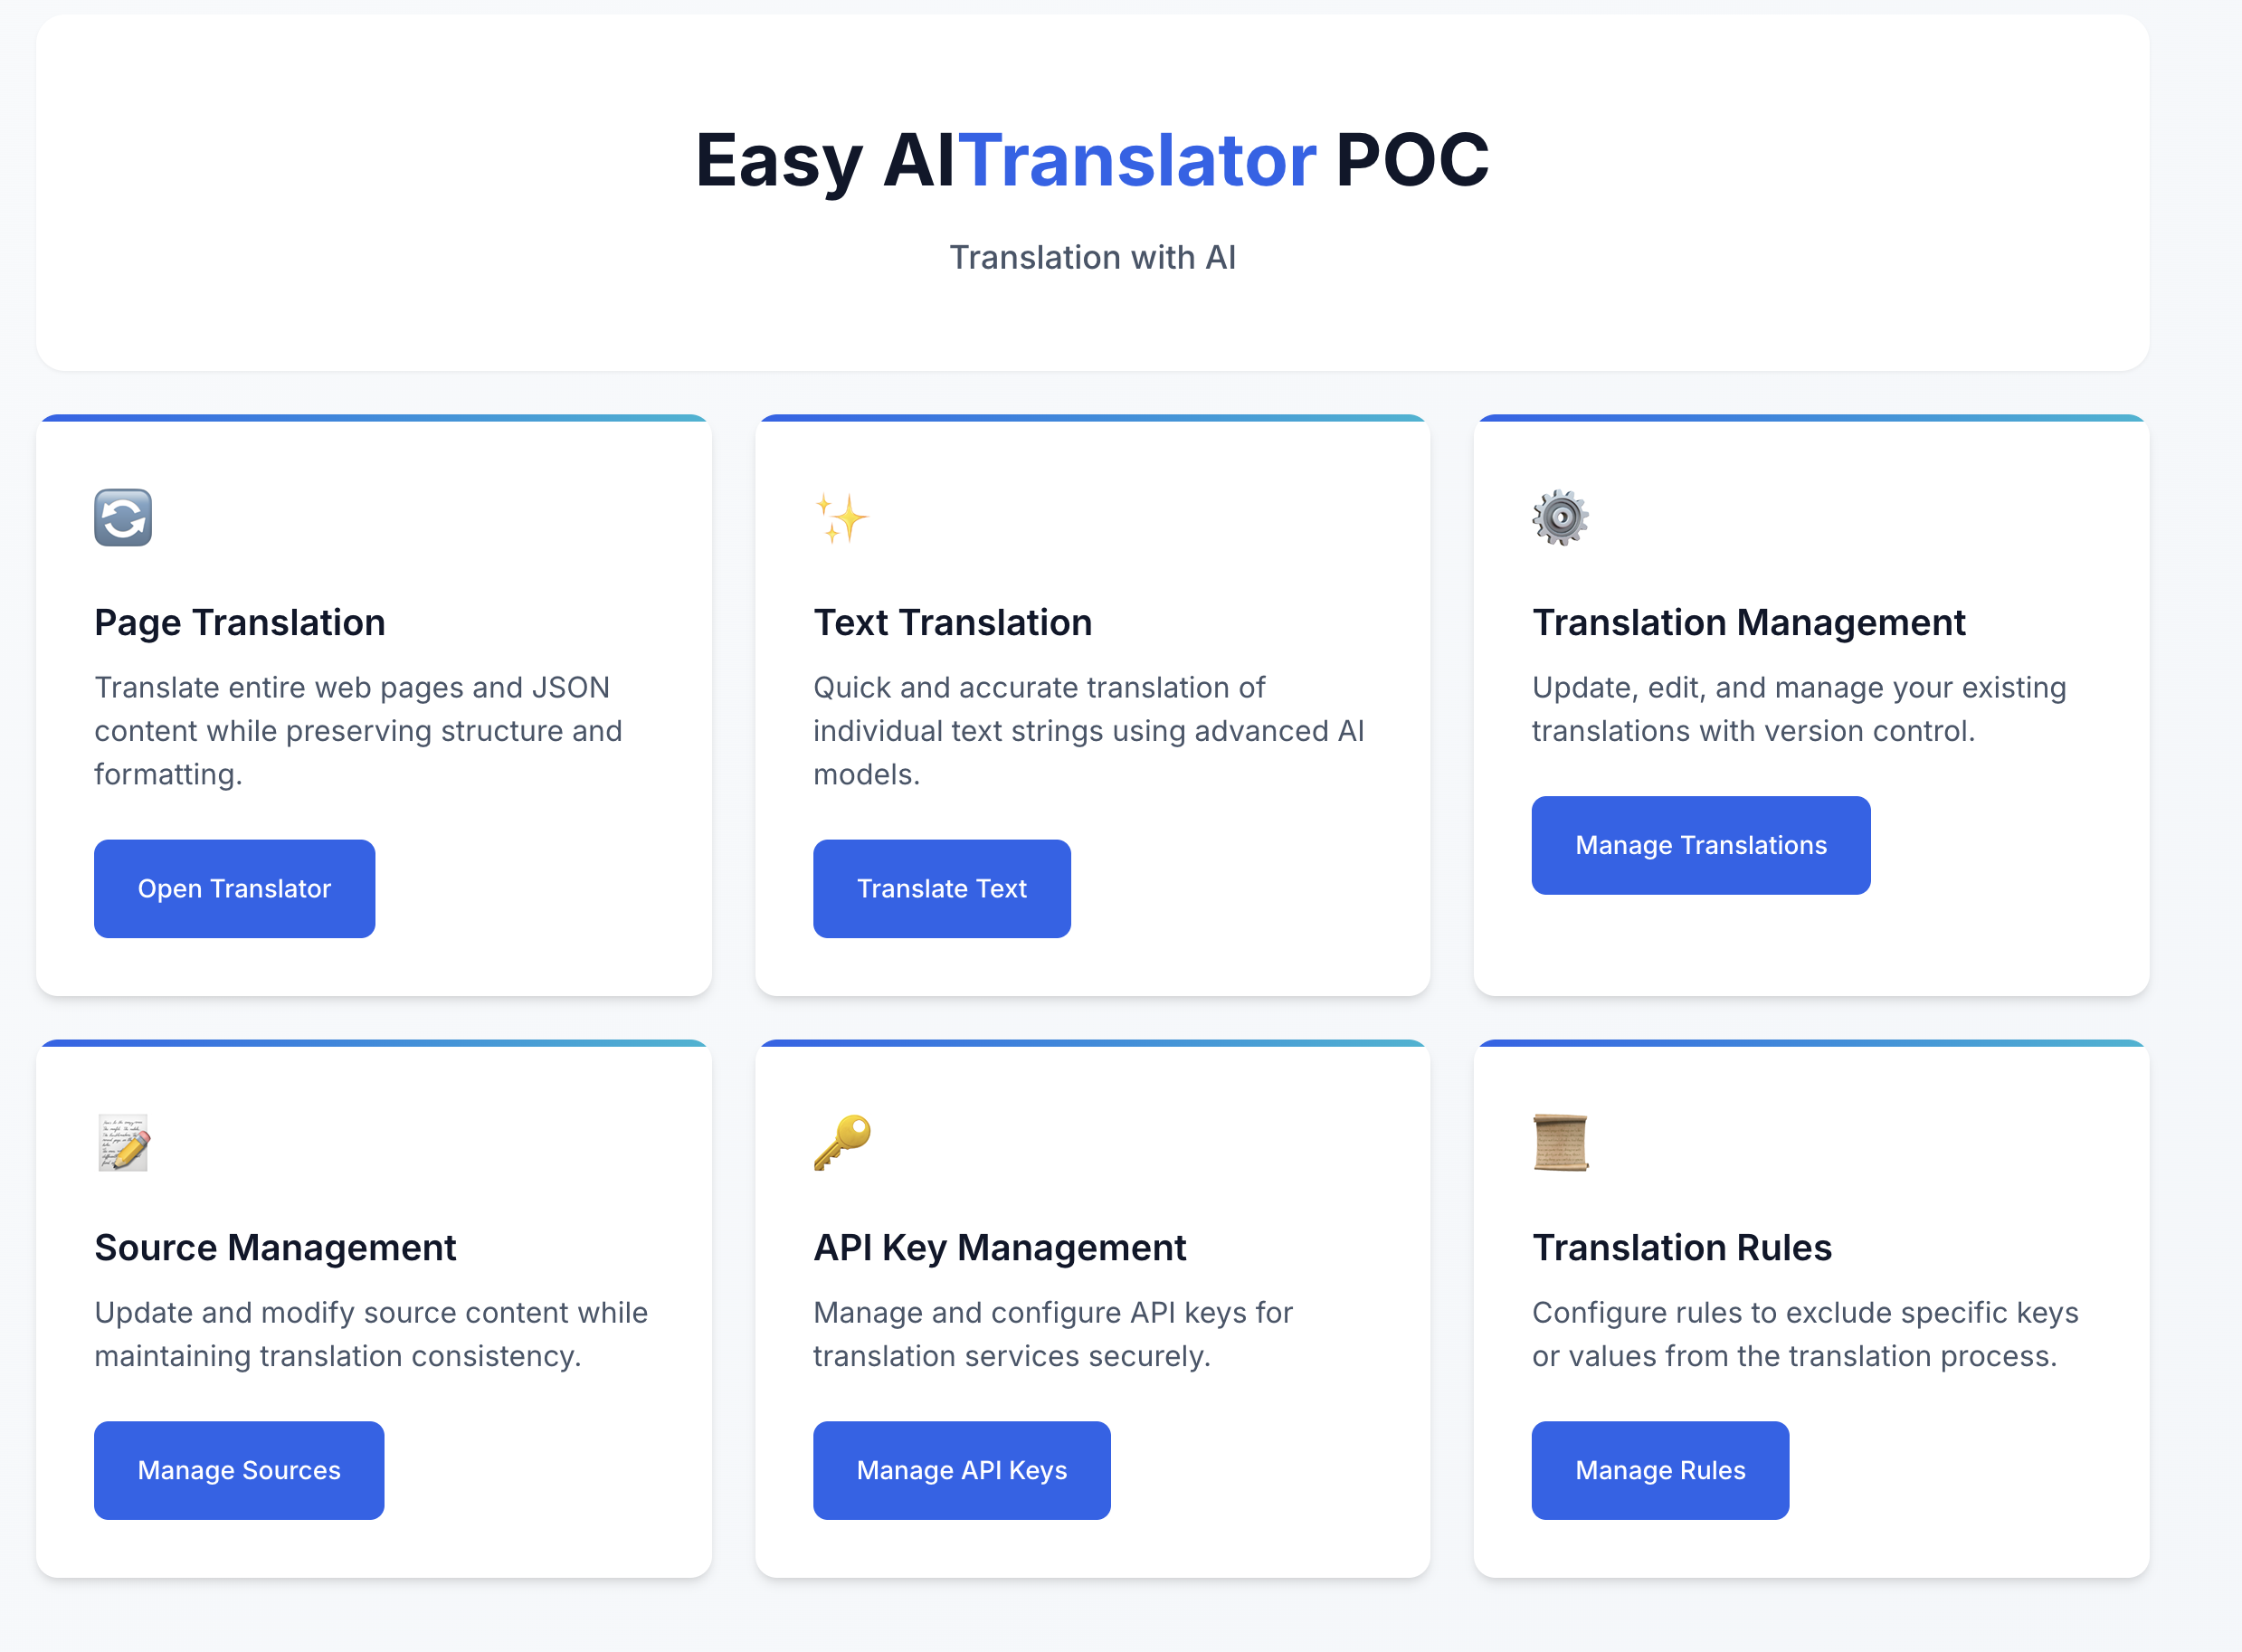 Easy AITranslator POC
Translation with AI
Page Translation
Translate entire web pages and JSON
content while preserving structure and
formatting.
Open Translator
Text Translation
Quick and accurate translation of
individual text strings using advanced AI
models.
Translate Text
Translation Management
Update, edit, and manage your existing
translations with version control.
Manage Translations
Source Management
Update and modify source content while
maintaining translation consistency.
Manage Sources
API Key Management
Manage and configure API keys for
translation services securely.
Manage API Keys
Translation Rules
Configure rules to exclude specific keys
or values from the translation process.
Manage Rules